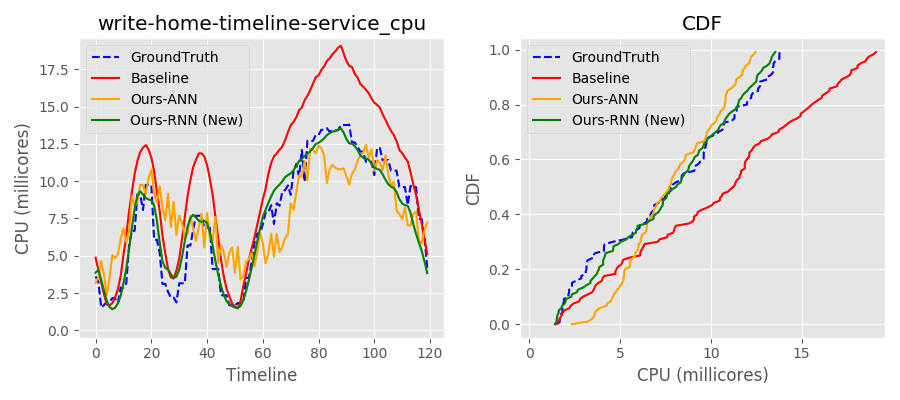 write-home-timeline-service_cpu
GroundTruth
Baseline
Ours-ANN
Ours-RNN (New)
17.5
15.0
12.5
10.0
7.5
5.0
2.5
0.0
CPU (millicores)
0 20 40 60 80 100 120
Timeline
CDF
GroundTruth
Baseline
Ours-ANN
Ours-RNN (New)
1.0
0.8
0.6
0.4
0.2
0.0
CDF
0 5 10 15
CPU (millicores)